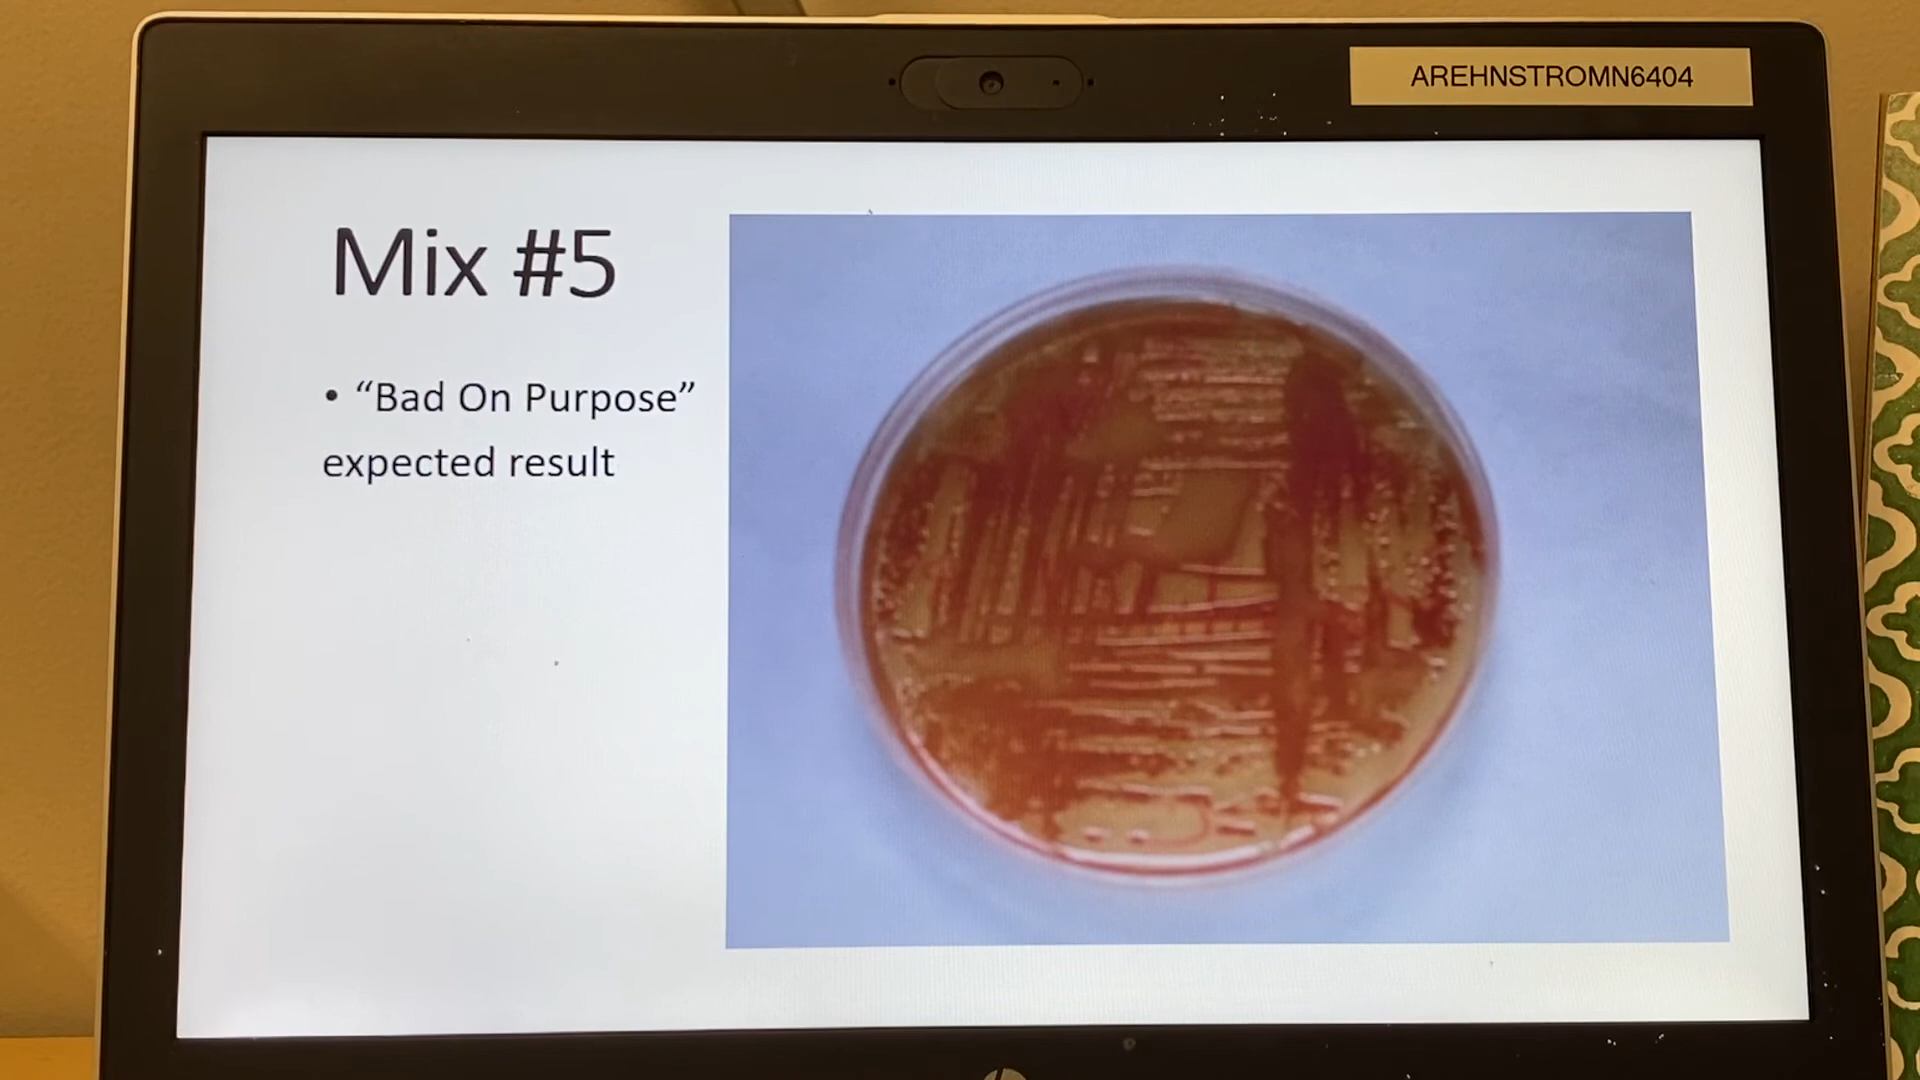 AREHNSTROMN6404
Mix #5
• “Bad On Purpose”
expected result